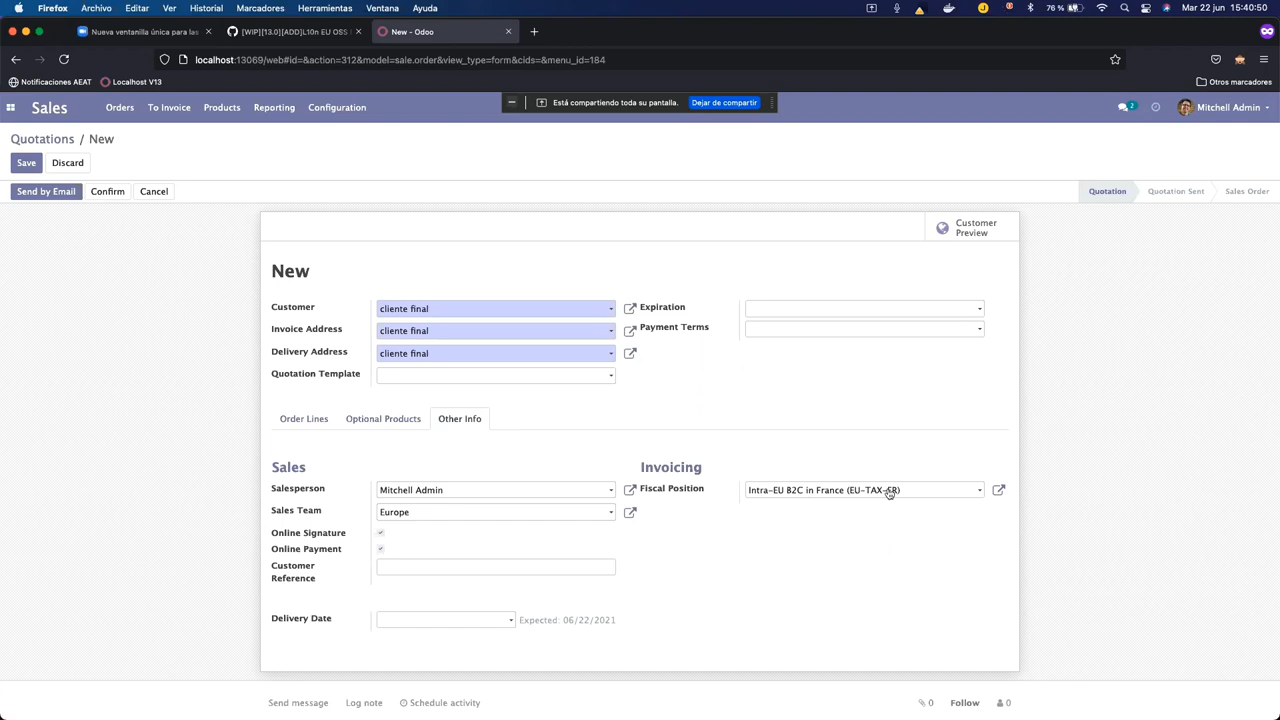 Firefox Archivo Editar Ver Historial Marcadores Herramientas Ventana Ayuda 76 % Mar 22 jun 15:40:50
Nueva ventanilla única para las [WIP][13.0][ADD]L10n EU OSS New - Odoo
localhost:13069/web#id=&action=312&model=sale.order&view_type=form&cids=&menu_id=184
Notificaciones AEAT Localhost V13 Otros marcadores
Sales Orders To Invoice Products Reporting Configuration 2 Mitchell Admin
Está compartiendo toda su pantalla. Dejar de compartir
Quotations / New
Save Discard
Send by Email Confirm Cancel Quotation Quotation Sent Sales Order
Customer
Preview
New
Customer cliente final Expiration
Invoice Address cliente final Payment Terms
Delivery Address cliente final
Quotation Template
Order Lines Optional Products Other Info
Sales Invoicing
Salesperson Mitchell Admin Fiscal Position Intra-EU B2C in France (EU-TAX-FR)
Sales Team Europe
Online Signature
Online Payment
Customer
Reference
Delivery Date Expected: 06/22/2021
Send message Log note Schedule activity 0 Follow 0